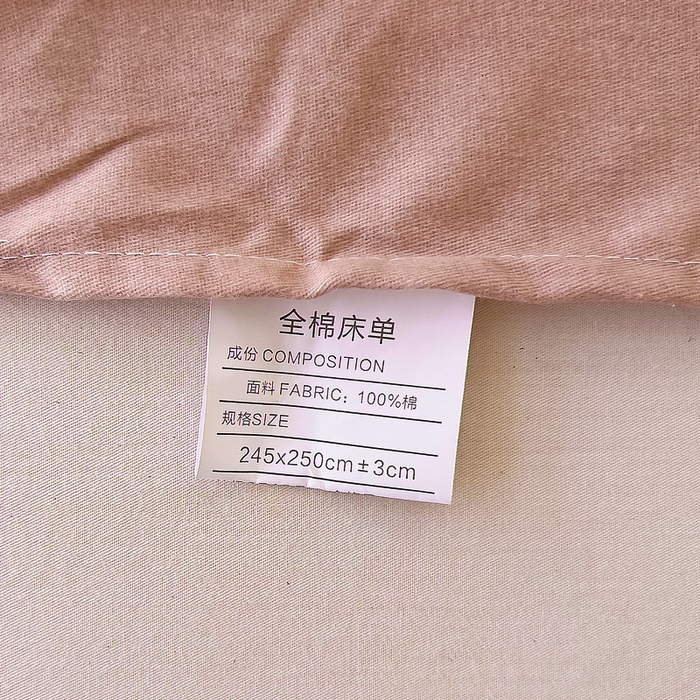 全棉床单
成份 COMPOSITION
面料 FABRIC：100%棉
规格SIZE
245x250cm±3cm